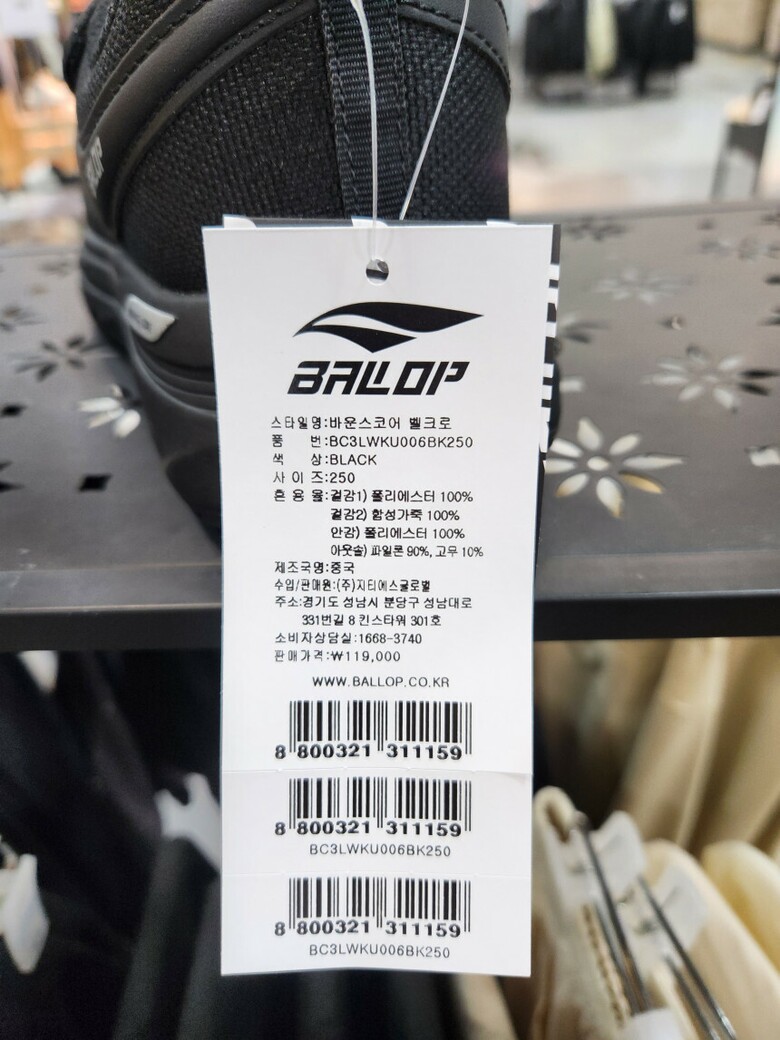 BALLOP
스타일명:바운스코어 벨크로
품 번:BC3LWKU006BK250
색 상:BLACK
사 이 즈:250
혼 용 율:겉감1) 폴리에스터 100%
겉감2) 합성가죽 100%
안감) 폴리에스터 100%
아웃솔) 파일론 90%, 고무 10%
제조국명:중국
수입/판매원:(주)지티에스글로벌
주소:경기도 성남시 분당구 성남대로
331번길 8 킨스타워 301호
소비자상담실:1668-3740
판매가격:₩119,000
WWW.BALLOP.CO.KR
8 800321 311159
8 800321 311159
BC3LWKU006BK250
8 800321 311159
BC3LWKU006BK250